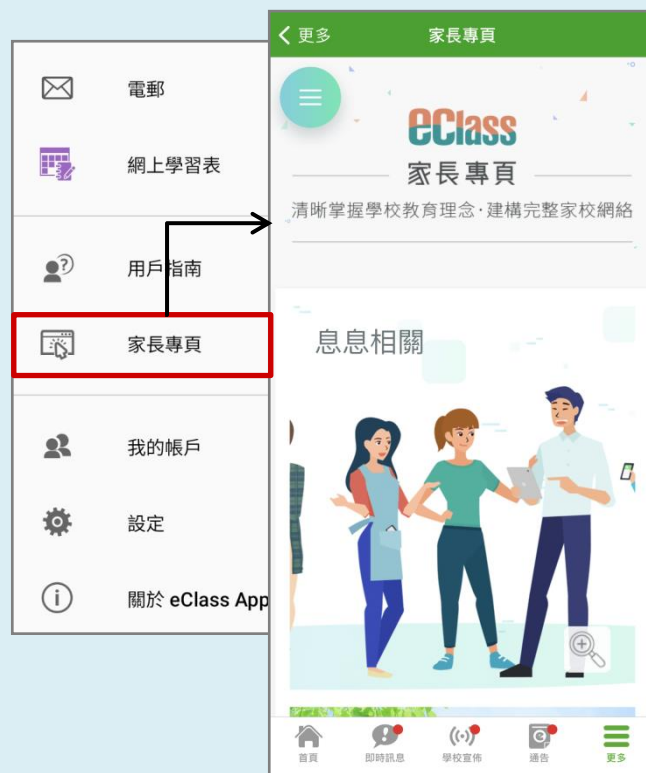 電郵
網上學習表
用戶指南
家長專頁
我的帳戶
設定
關於 eClass App
更多
家長專頁
eClass
家長專頁
清晰掌握學校教育理念·建構完整家校網絡
息息相關
首頁
即時訊息
學校宣佈
通告
更多